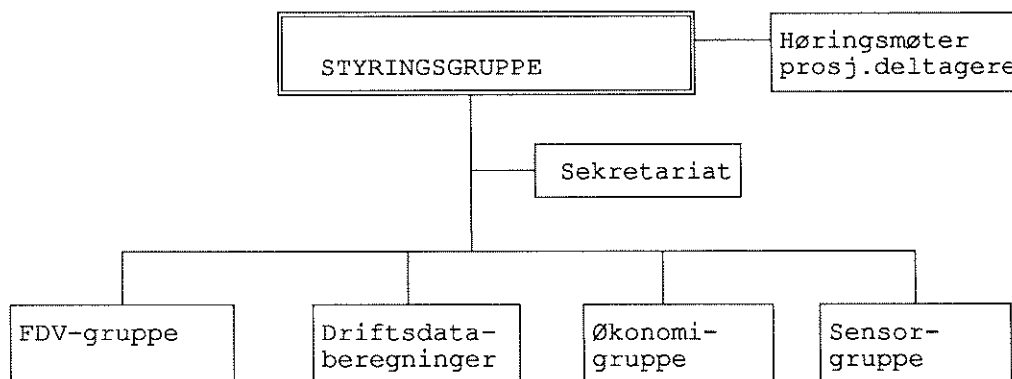 STYRINGSGRUPPE
Høringsmøter
prosj.deltagere
Sekretariat
FDV-gruppe
Driftsdata-
beregninger
Økonomi-
gruppe
Sensor-
gruppe